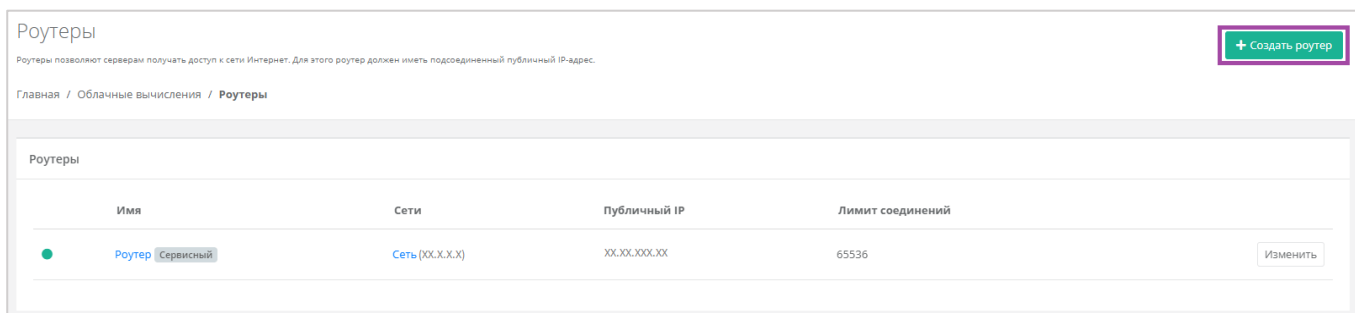 Роутеры
+ Создать роутер
Роутеры позволяют серверам получать доступ к сети Интернет. Для этого роутер должен иметь подсоединенный публичный IP-адрес.
Главная / Облачные вычисления / Роутеры
Роутеры
Имя Сети Публичный IP Лимит соединений
Роутер Сервисный Сеть (XX.X.X.X) XX.XX.XXX.XX 65536 Изменить